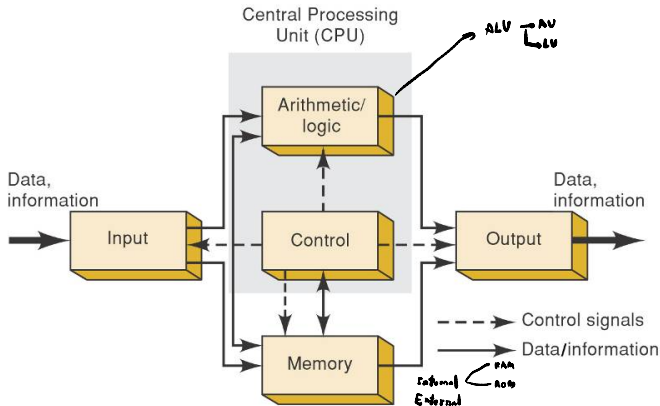 Central Processing
Unit (CPU)
ALU → AU
LU
Arithmetic/
logic
Data,
information
Input
Control
Output
Data,
information
Memory
Control signals
Data/information
Internal
RAM
ROM
External